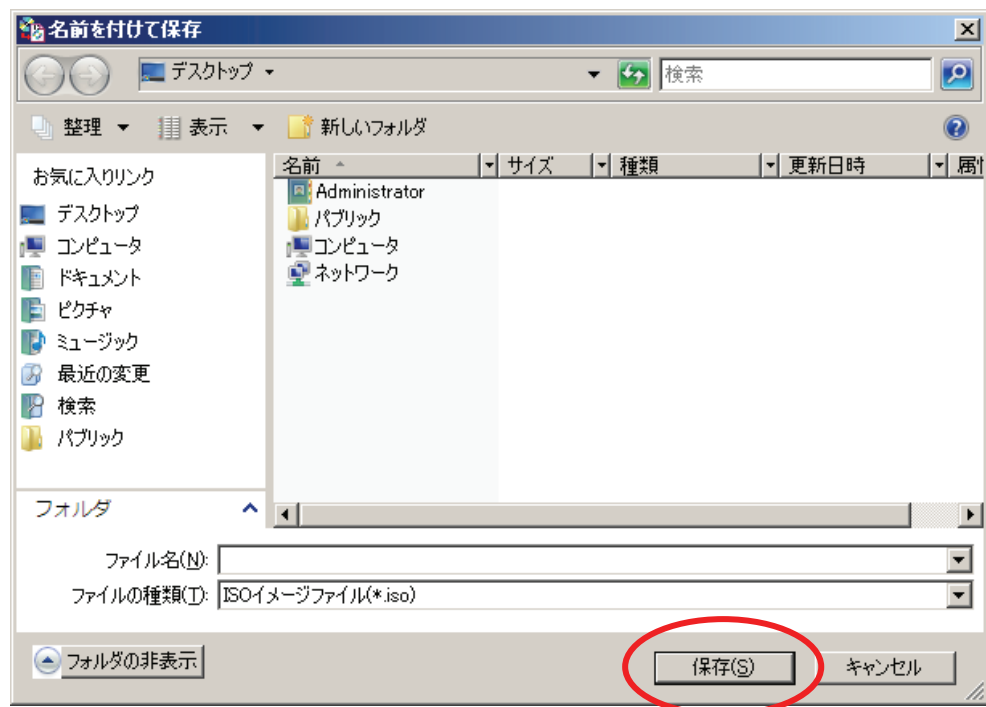 名前を付けて保存
デスクトップ
検索
整理 表示 新しいフォルダ
お気に入りリンク
デスクトップ
コンピュータ
ドキュメント
ピクチャ
ミュージック
最近の変更
検索
パブリック
フォルダ
名前 サイズ 種類 更新日時
Administrator
パブリック
コンピュータ
ネットワーク
ファイル名(N):
ファイルの種類(T): ISOイメージファイル(*.iso)
フォルダの非表示 保存(S) キャンセル